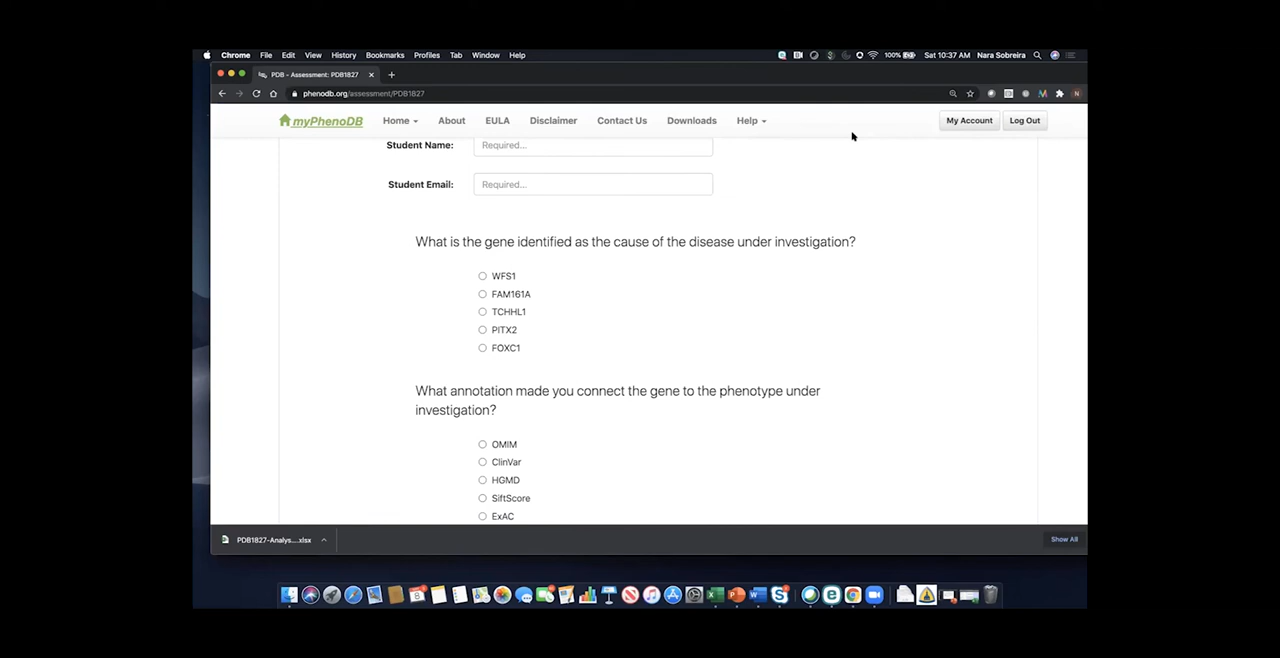 Chrome File Edit View History Bookmarks Profiles Tab Window Help 100% Sat 10:37 AM Nara Sobreira
PDB - Assessment: PDB1827
phenodb.org/assessment/PDB1827
myPhenoDB Home About EULA Disclaimer Contact Us Downloads Help My Account Log Out
Student Name: Required...
Student Email: Required...
What is the gene identified as the cause of the disease under investigation?
WFS1
FAM161A
TCHHL1
PITX2
FOXC1
What annotation made you connect the gene to the phenotype under
investigation?
OMIM
ClinVar
HGMD
SiftScore
ExAC
PDB1827-Analys....xlsx Show All